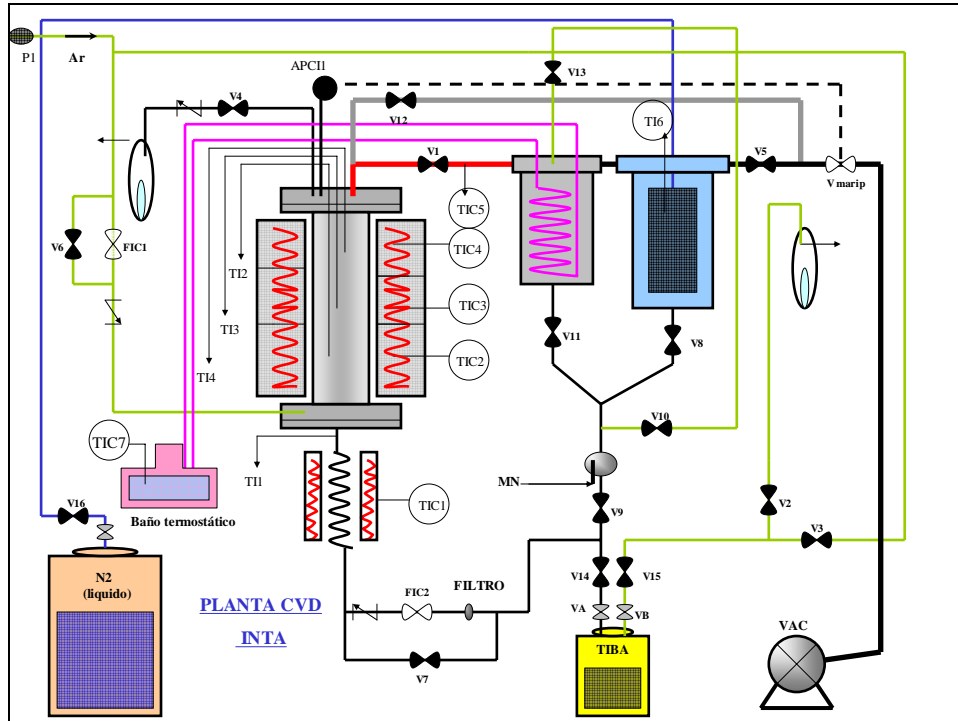 P1
Ar
APCI1
V4
V13
V12
TI6
V1
V5
V marip
TIC5
TIC4
V6
FIC1
TI2
TIC3
TI3
V11
V8
TIC2
TI4
V10
TIC7
TI1
MN
TIC1
V2
V16
Baño termostático
V9
V3
N2
(liquido)
V14
V15
FIC2
FILTRO
PLANTA CVD
INTA
VA
VB
TIBA
VAC
V7